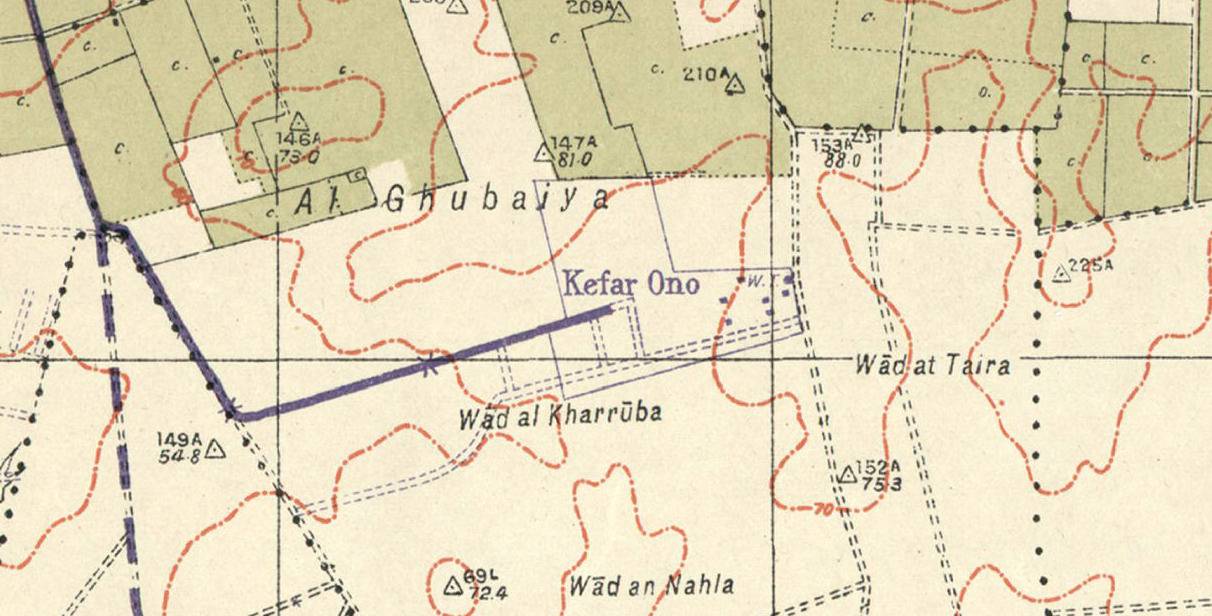 209A
c.
c.
c.
c.
c.
c.
c.
c.
210A
c.
o.
c.
146A
75·0
147A
81·0
153A
88·0
c.
c.
c.
c.
c.
c.
Al Ghubaiya
225A
Kefar Ono
W.T.
Wād at Taira
Wād al Kharrūba
149A
54·8
152A
75·3
70
69L
72·4
Wād an Nahla